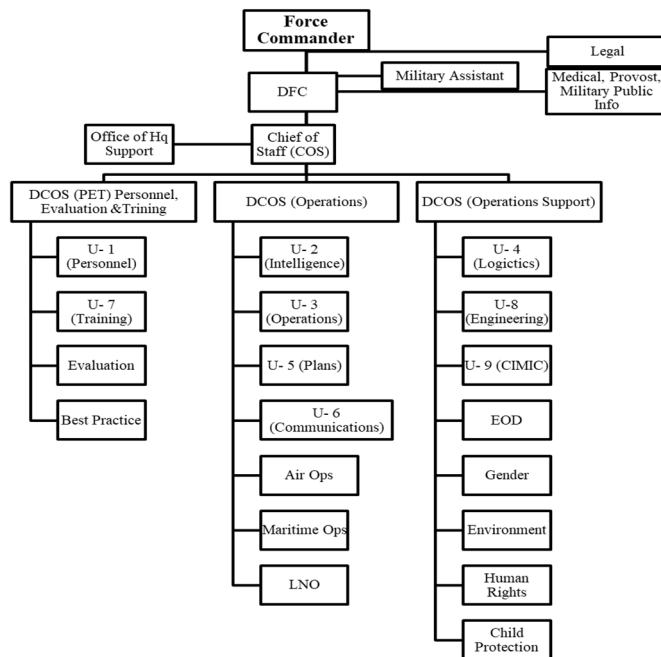 Force
Commander
Legal
Military Assistant
DFC
Medical, Provost,
Military Public
Info
Office of Hq
Support
Chief of
Staff (COS)
DCOS (PET) Personnel,
Evaluation &Trining
DCOS (Operations)
DCOS (Operations Support)
U- 1
(Personnel)
U- 2
(Intelligence)
U- 4
(Logictics)
U- 7
(Training)
U- 3
(Operations)
U-8
(Engineering)
Evaluation
U- 5 (Plans)
U- 9 (CIMIC)
Best Practice
U- 6
(Communications)
EOD
Air Ops
Gender
Maritime Ops
Environment
LNO
Human
Rights
Child
Protection